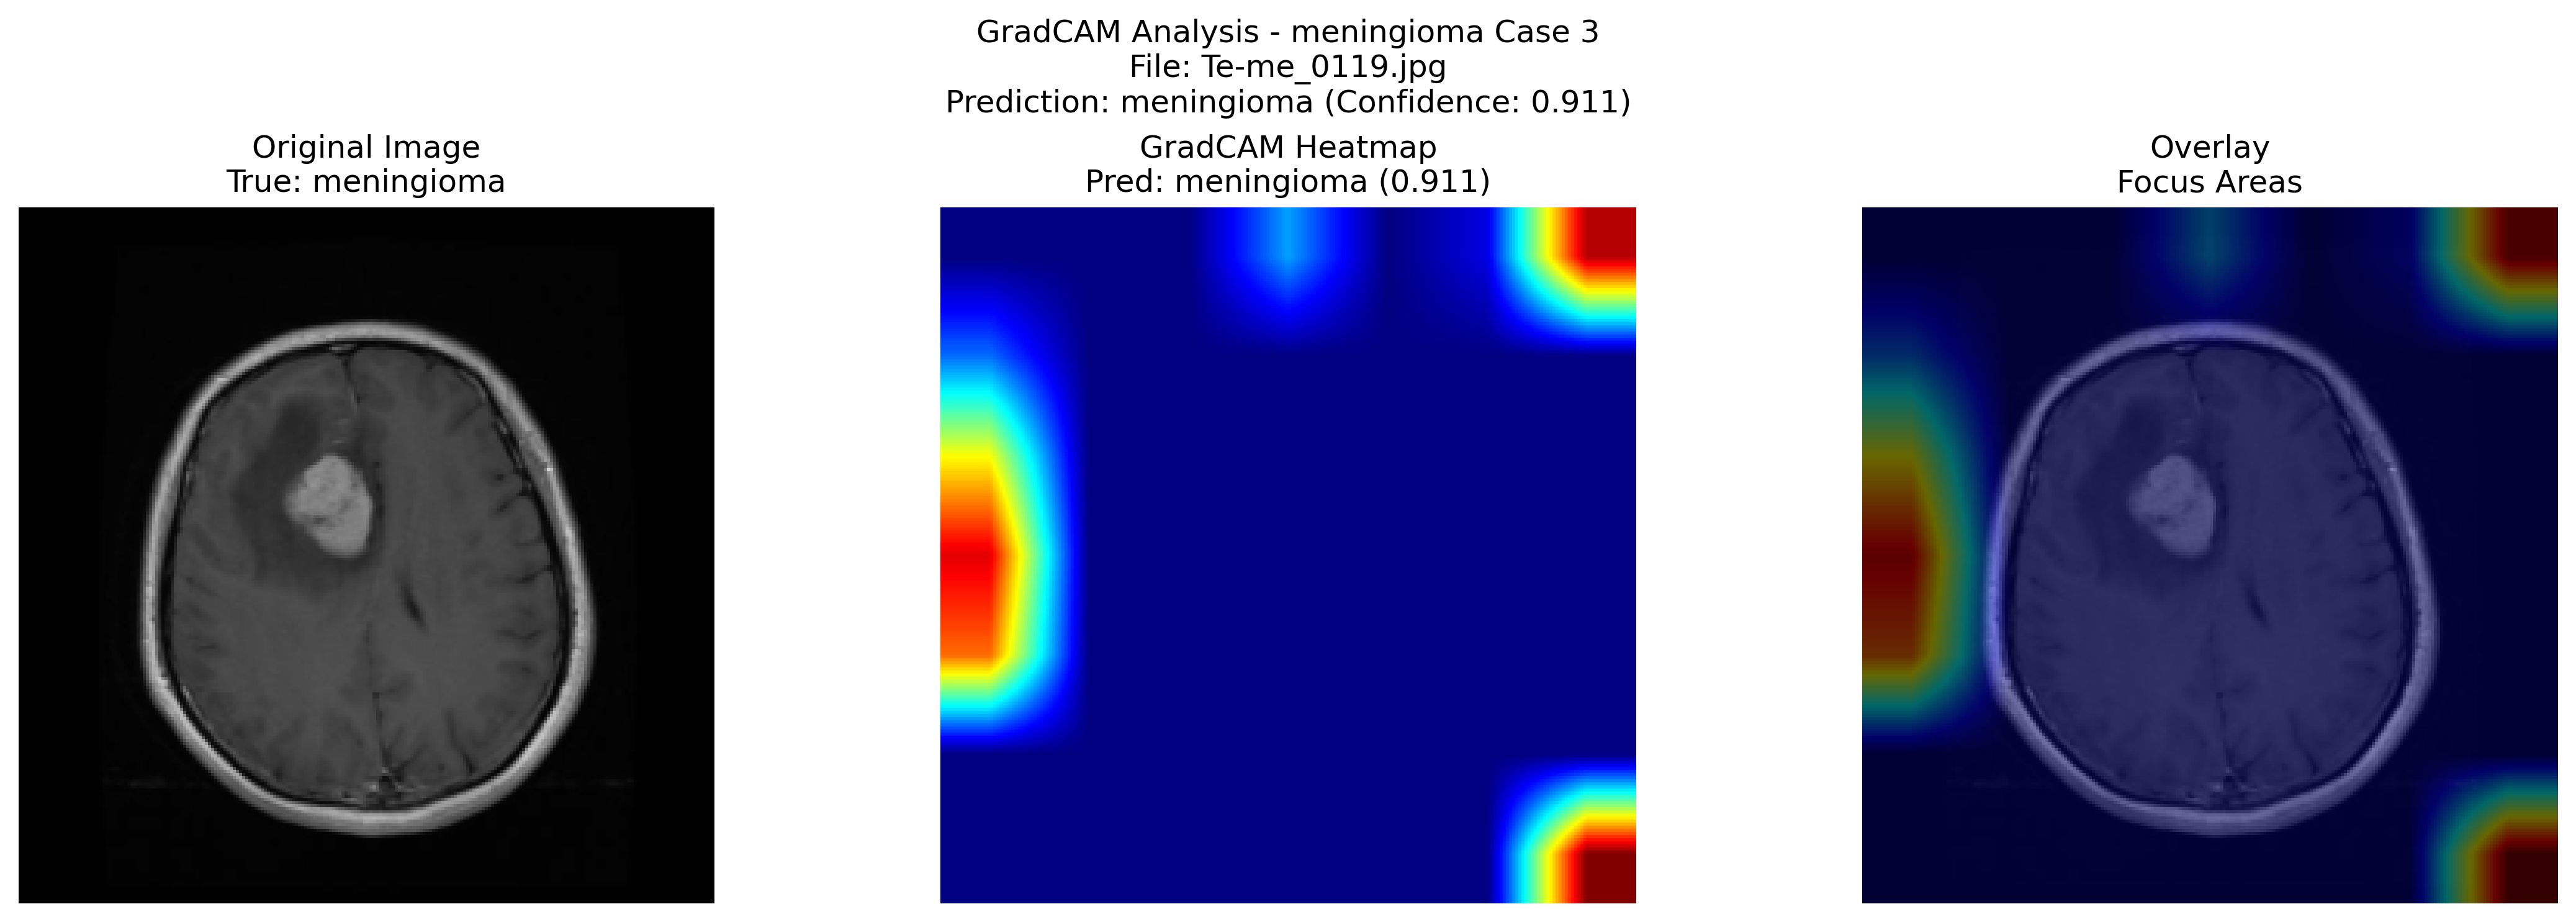 GradCAM Analysis - meningioma Case 3
File: Te-me_0119.jpg
Prediction: meningioma (Confidence: 0.911)
Original Image
True: meningioma
GradCAM Heatmap
Pred: meningioma (0.911)
Overlay
Focus Areas